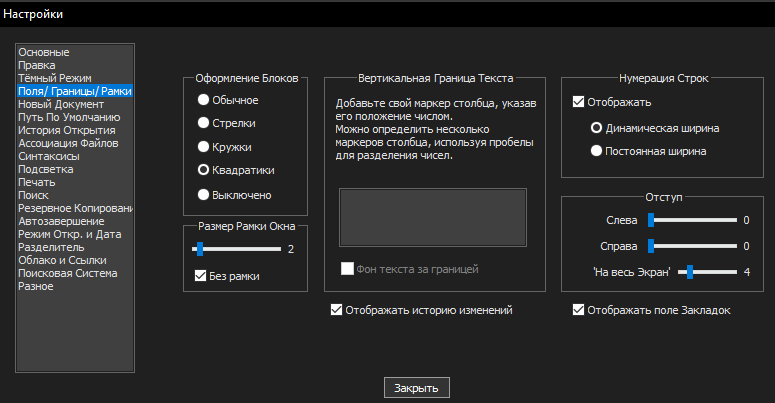 Настройки
Основные
Правка
Тёмный Режим
Поля/ Границы/ Рамки
Новый Документ
Путь По Умолчанию
История Открытия
Ассоциация Файлов
Синтаксисы
Подсветка
Печать
Поиск
Резервное Копировани
Автозавершение
Режим Откр. и Дата
Разделитель
Облако и Ссылки
Поисковая Система
Разное
Оформление Блоков
Обычное
Стрелки
Кружки
Квадратики
Выключено
Размер Рамки Окна
2
Без рамки
Вертикальная Граница Текста
Добавьте свой маркер столбца, указав
его положение числом.
Можно определить несколько
маркеров столбца, используя пробелы
для разделения чисел.
Фон текста за границей
Отображать историю изменений
Нумерация Строк
Отображать
Динамическая ширина
Постоянная ширина
Отступ
Слева 0
Справа 0
'На весь Экран' 4
Отображать поле Закладок
Закрыть